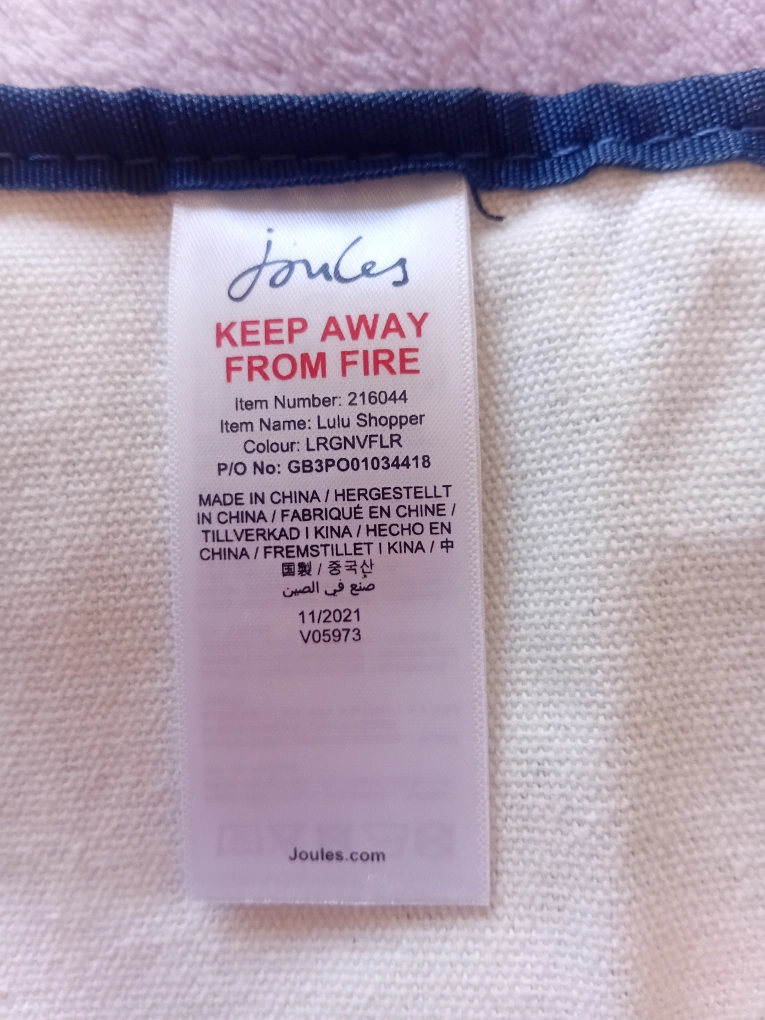 Joules
KEEP AWAY
FROM FIRE
Item Number: 216044
Item Name: Lulu Shopper
Colour: LRGNVFLR
P/O No: GB3PO01034418
MADE IN CHINA / HERGESTELLT
IN CHINA / FABRIQUÉ EN CHINE /
TILLVERKAD I KINA / HECHO EN
CHINA / FREMSTILLET I KINA / 中
国製 / 중국산
صُنع في الصين
11/2021
V05973
Joules.com